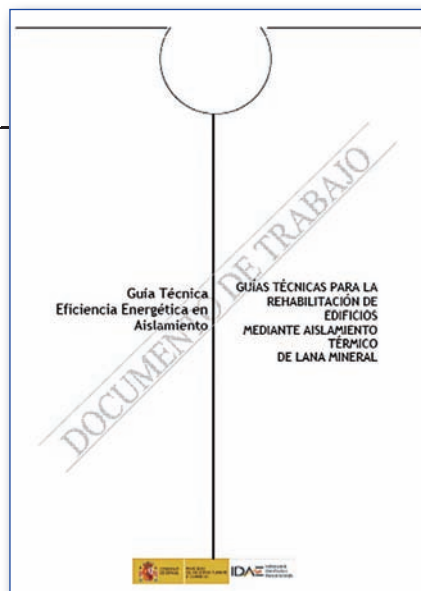 Guía Técnica
Eficiencia Energética en
Aislamiento
GUÍAS TÉCNICAS PARA LA
REHABILITACIÓN DE
EDIFICIOS
MEDIANTE AISLAMIENTO
TÉRMICO
DE LANA MINERAL
DOCUMENTO DE TRABAJO
IDAE